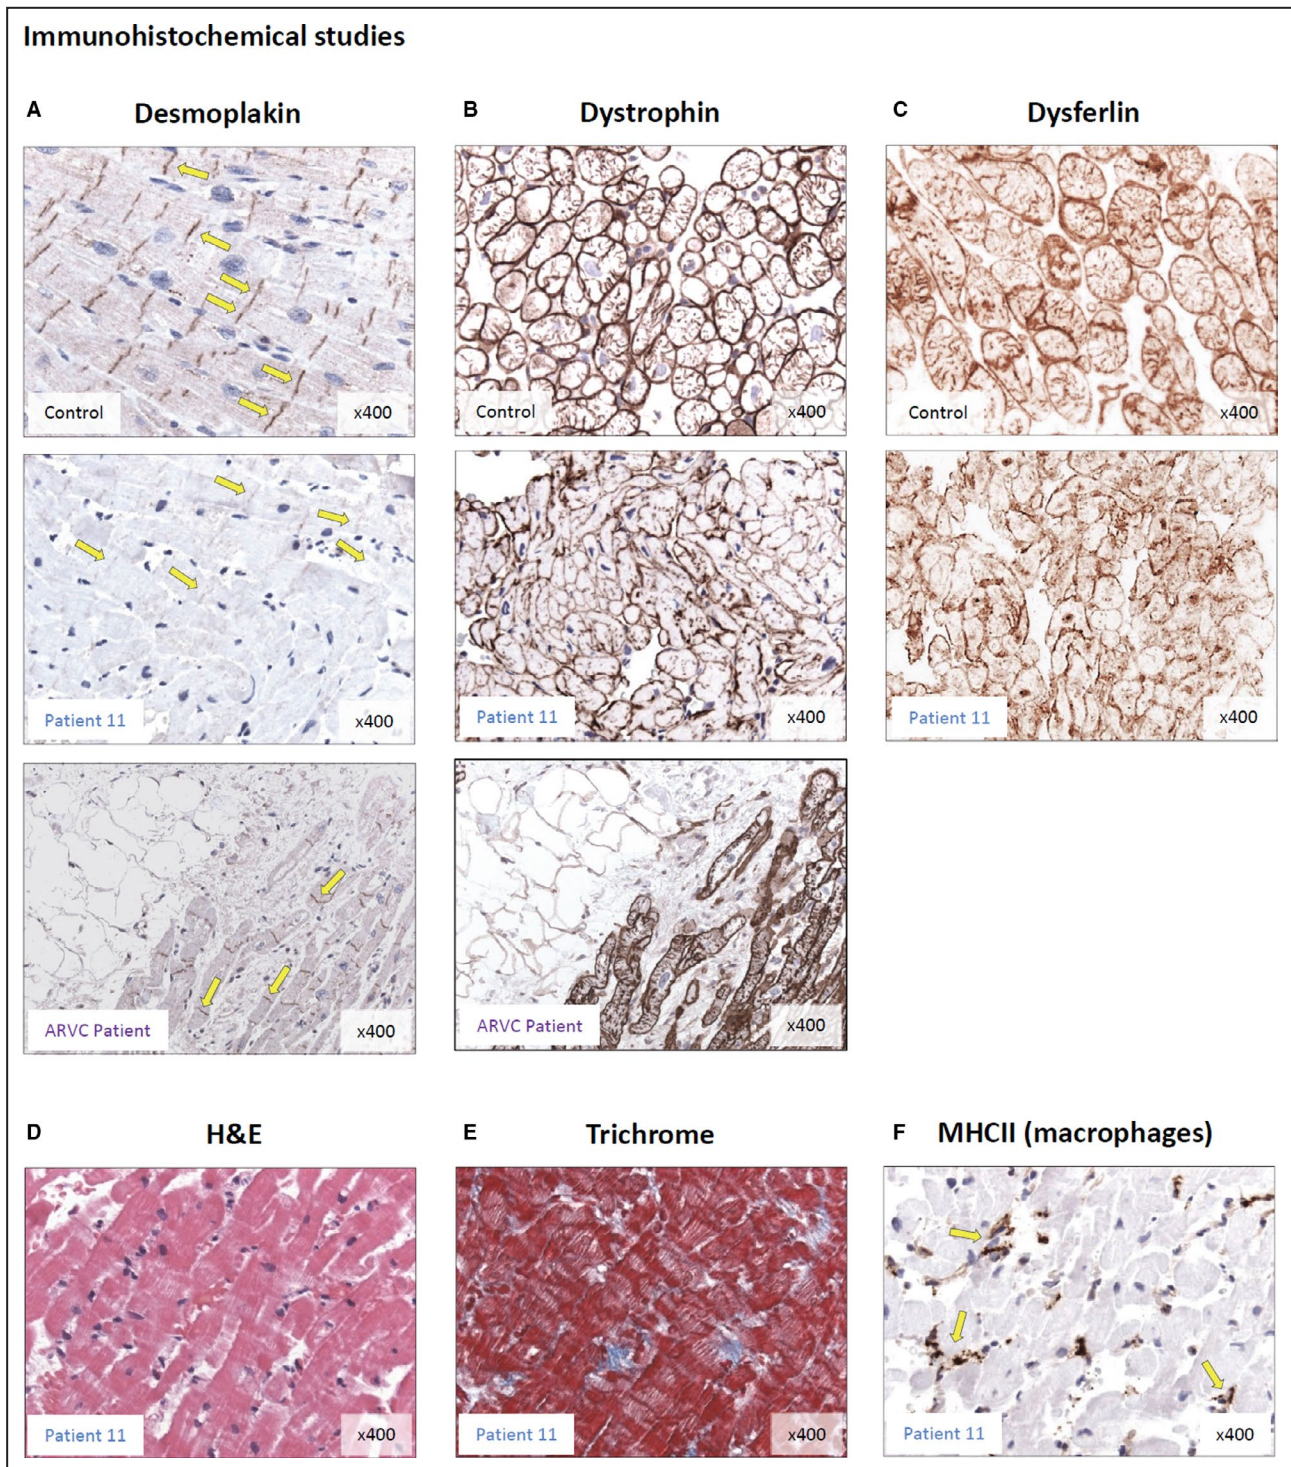 Immunohistochemical studies
A Desmoplakin B Dystrophin C Dysferlin
Control x400 Control x400 Control x400
Patient 11 x400 Patient 11 x400 Patient 11 x400
ARVC Patient x400 ARVC Patient x400
D H&E E Trichrome F MHCII (macrophages)
Patient 11 x400 Patient 11 x400 Patient 11 x400